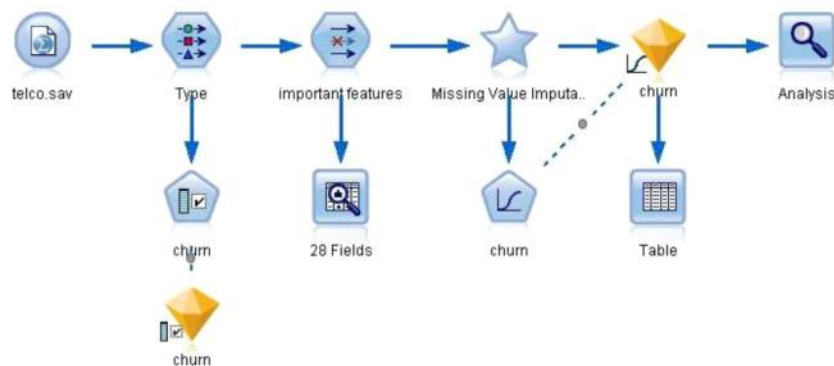 telco.sav
Type
important features
Missing Value Imputa..
churn
Analysis
churn
28 Fields
churn
Table
churn